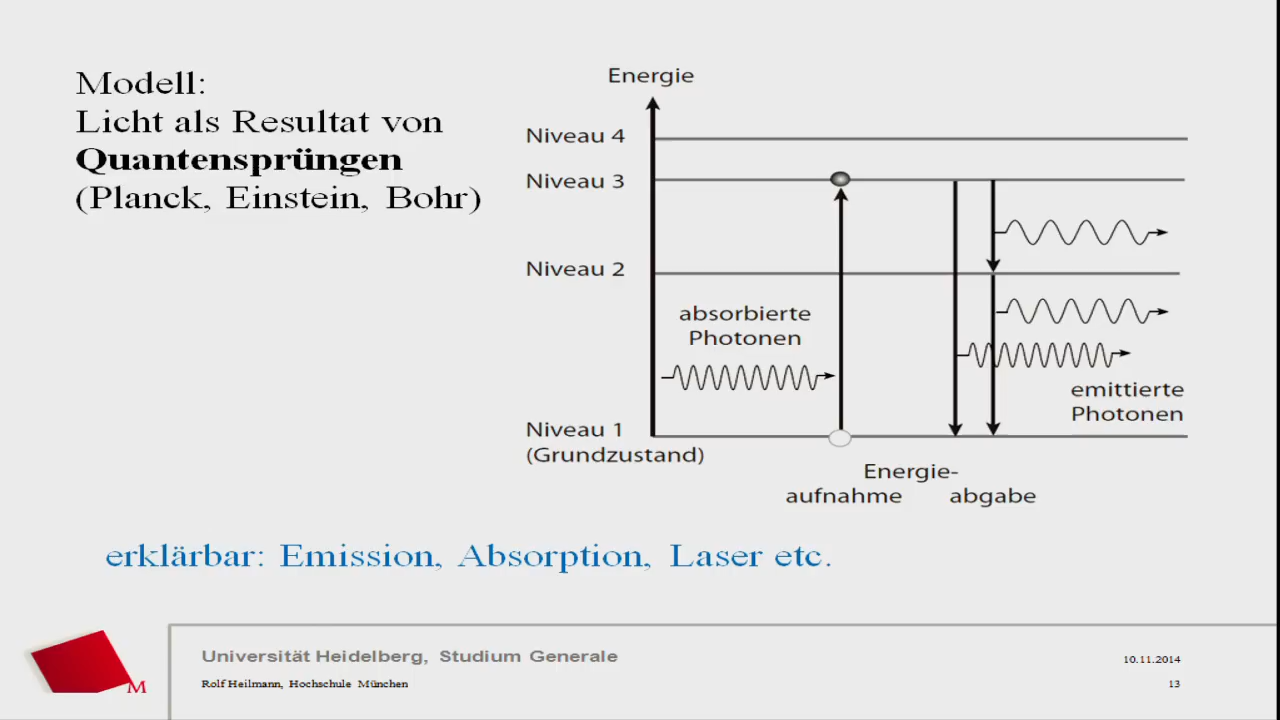 Modell:
Licht als Resultat von
Quantensprüngen
(Planck, Einstein, Bohr)
Energie
Niveau 4
Niveau 3
Niveau 2
absorbierte
Photonen
emittierte
Photonen
Niveau 1
(Grundzustand)
Energie-
aufnahme abgabe
erklärbar: Emission, Absorption, Laser etc.
M
Universität Heidelberg, Studium Generale
10.11.2014
Rolf Heilmann, Hochschule München
13